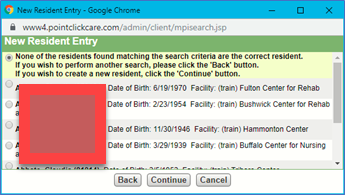 New Resident Entry - Google Chrome
www4.pointclickcare.com/admin/client/mpisearch.jsp
New Resident Entry
None of the residents found matching the search criteria are the correct resident.
If you wish to perform another search, please click the 'Back' button.
If you wish to create a new resident, click the 'Continue' button.
A Date of Birth: 6/19/1970 Facility: (train) Fulton Center for Rehab
A Date of Birth: 2/23/1954 Facility: (train) Bushwick Center for Rehab
a
A Date of Birth: 11/30/1946 Facility: (train) Hammonton Center
A Date of Birth: 3/29/1939 Facility: (train) Buffalo Center for Nursing
a
Back Continue Cancel